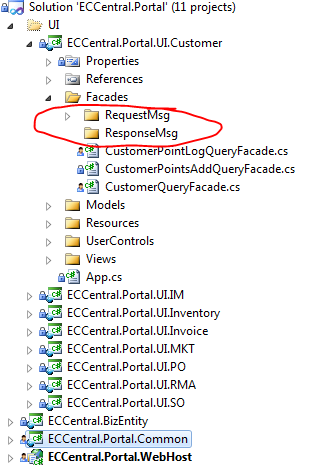 Solution 'ECCentral.Portal' (11 projects)
UI
ECCentral.Portal.UI.Customer
Properties
References
Facades
RequestMsg
ResponseMsg
CustomerPointLogQueryFacade.cs
CustomerPointsAddQueryFacade.cs
CustomerQueryFacade.cs
Models
Resources
UserControls
Views
App.cs
ECCentral.Portal.UI.IM
ECCentral.Portal.UI.Inventory
ECCentral.Portal.UI.Invoice
ECCentral.Portal.UI.MKT
ECCentral.Portal.UI.PO
ECCentral.Portal.UI.RMA
ECCentral.Portal.UI.SO
ECCentral.BizEntity
ECCentral.Portal.Common
ECCentral.Portal.WebHost